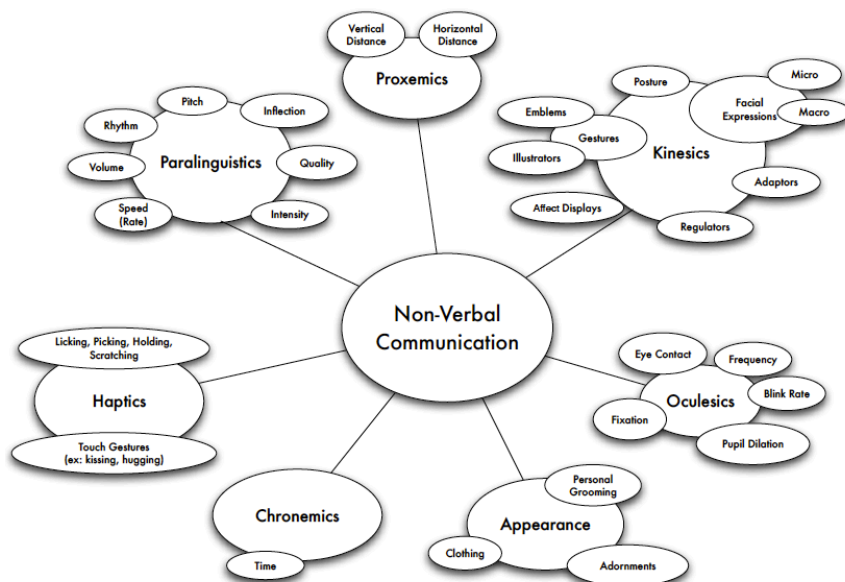 Vertical
Distance
Horizontal
Distance
Proxemics
Pitch
Inflection
Rhythm
Volume
Paralinguistics
Quality
Speed
(Rate)
Intensity
Posture
Micro
Facial
Expressions
Macro
Emblems
Gestures
Illustrators
Kinesics
Adaptors
Affect Displays
Regulators
Non-Verbal
Communication
Licking, Picking, Holding,
Scratching
Haptics
Touch Gestures
(ex: kissing, hugging)
Eye Contact
Frequency
Blink Rate
Oculesics
Fixation
Pupil Dilation
Chronemics
Time
Personal
Grooming
Appearance
Clothing
Adornments